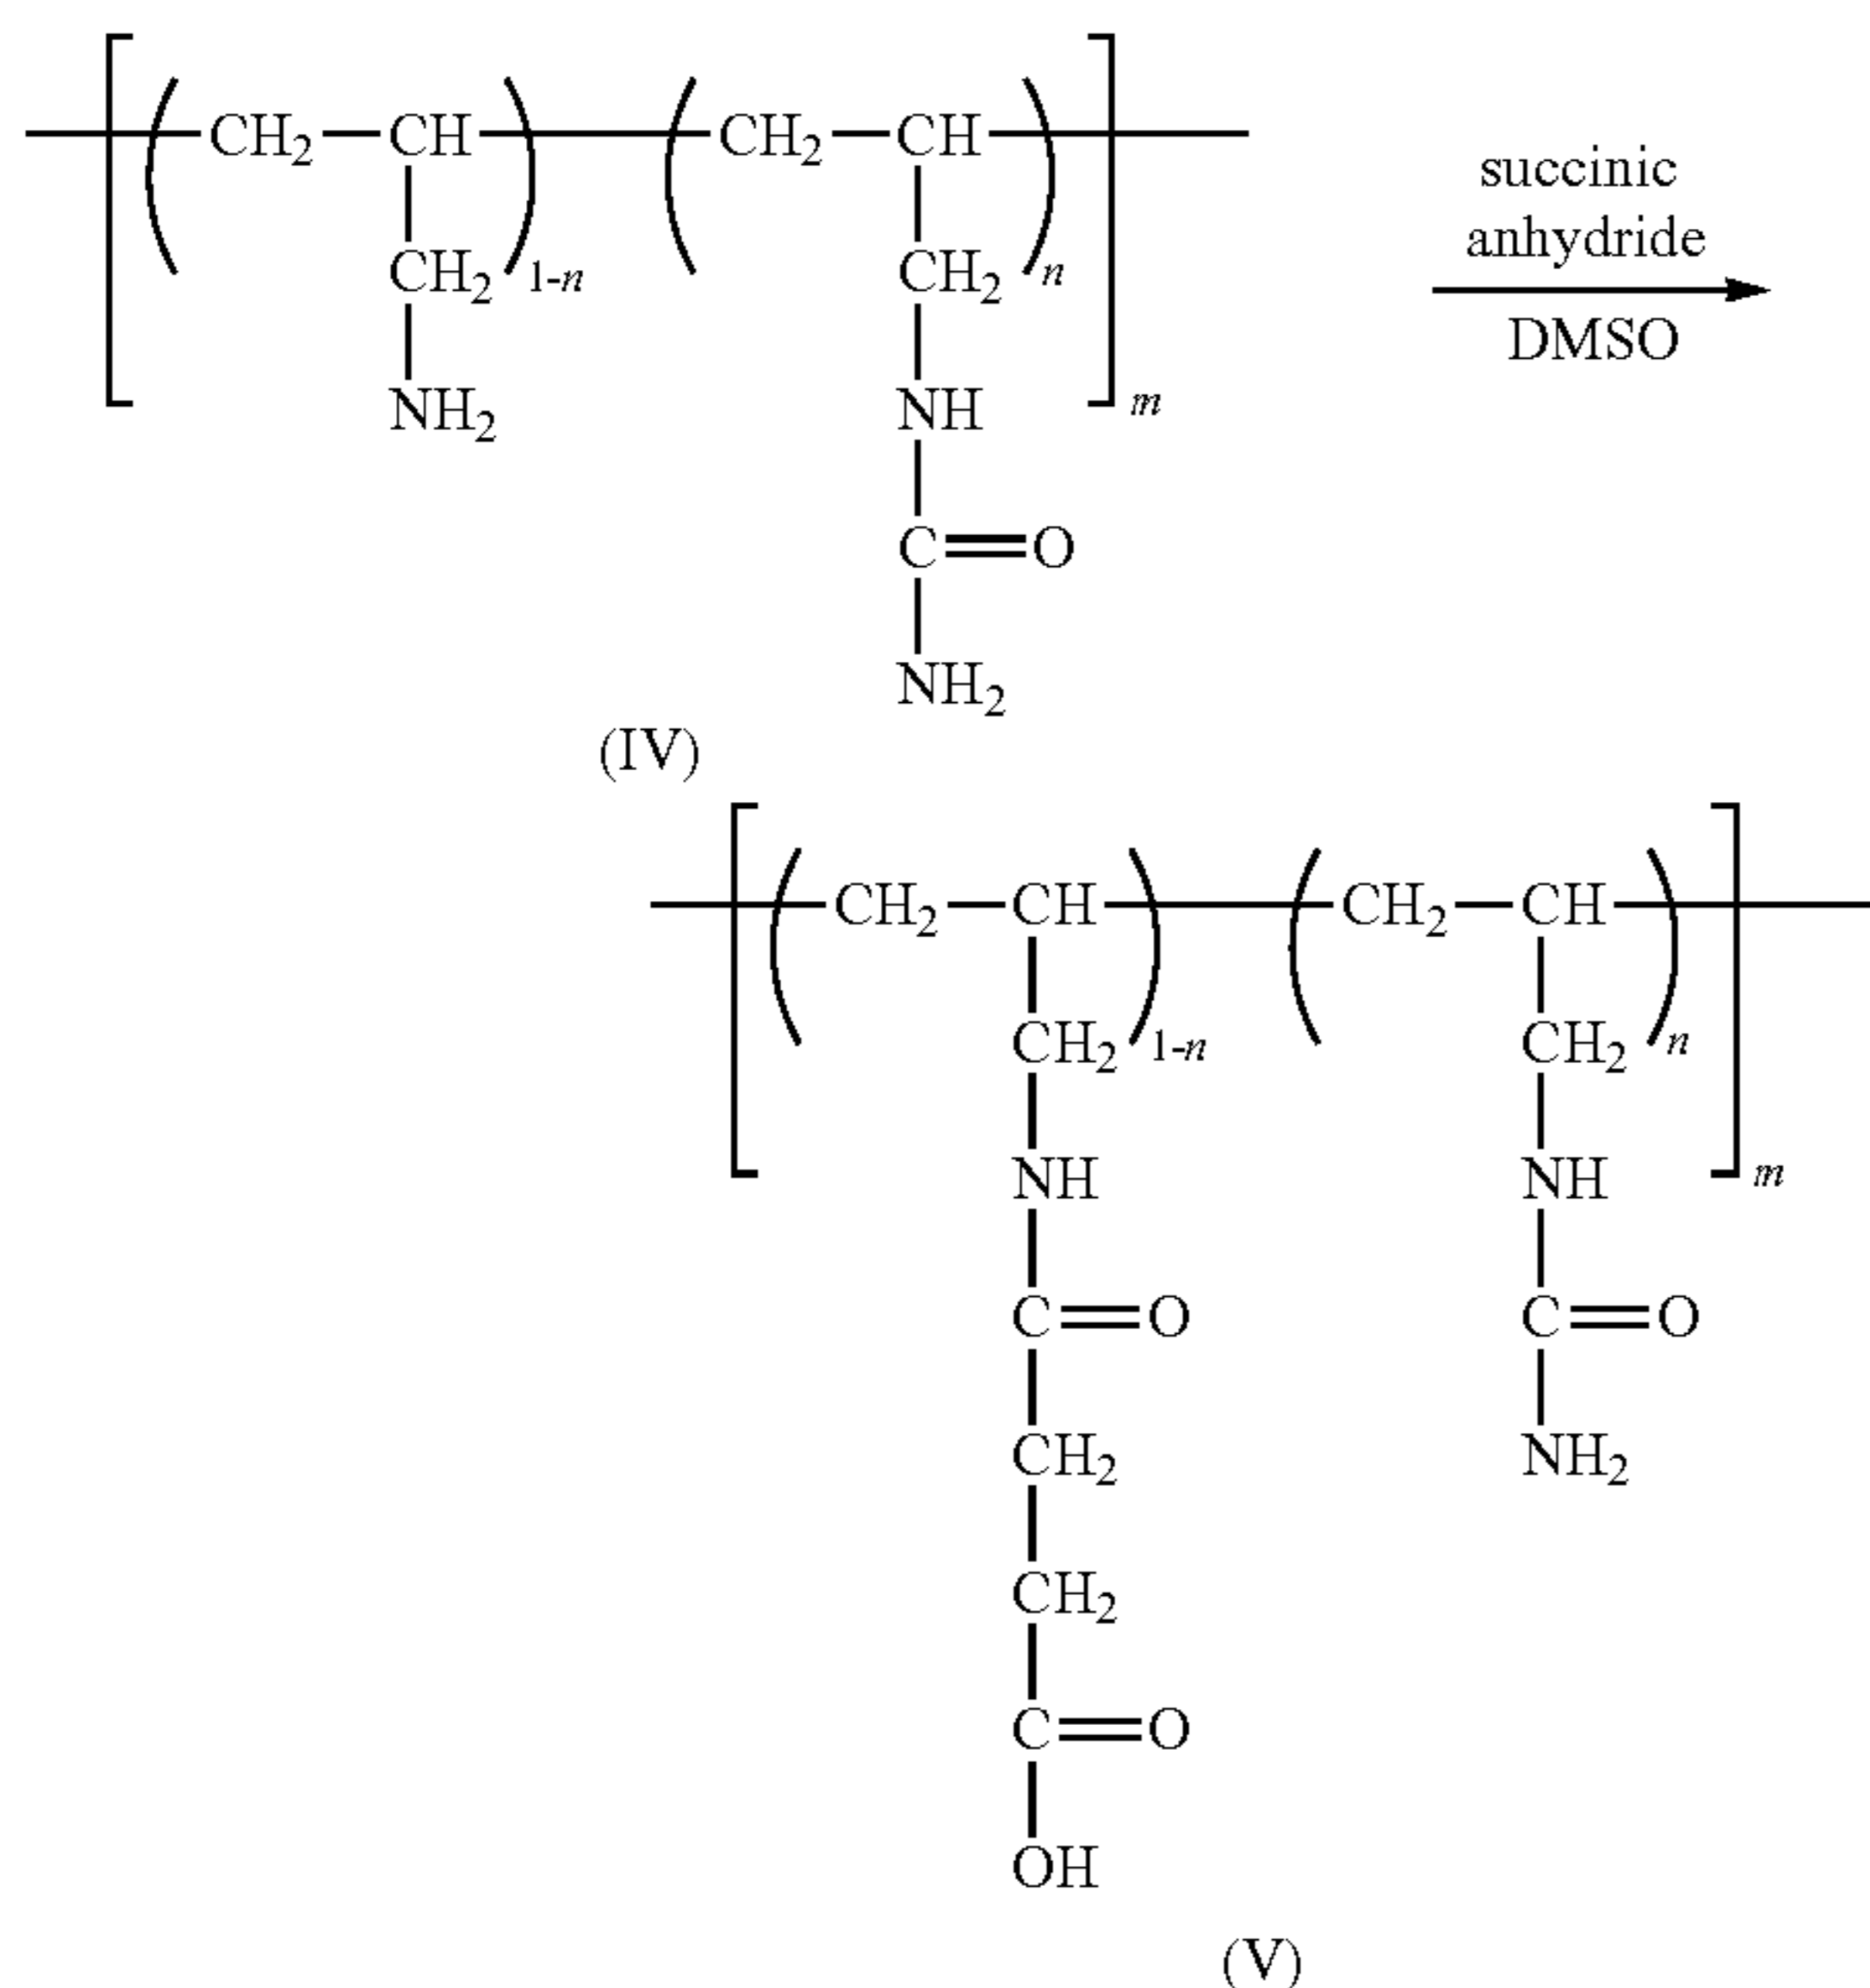 CH2 CH CH2 CH
succinic
anhydride
DMSO
CH2 1-n CH2 n
NH2 NH m
C O
NH2
(IV)
CH2 CH CH2 CH
CH2 1-n CH2 n
NH NH m
C O C O
CH2 NH2
CH2
C O
OH
(V)